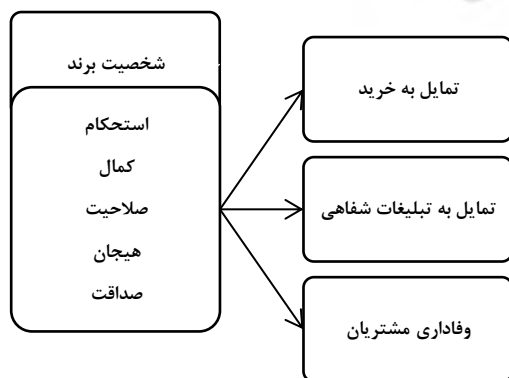 شخصیت برند
استحکام
کمال
صلاحیت
هیجان
صداقت
تمایل به خرید
تمایل به تبلیغات شفاهی
وفاداری مشتریان